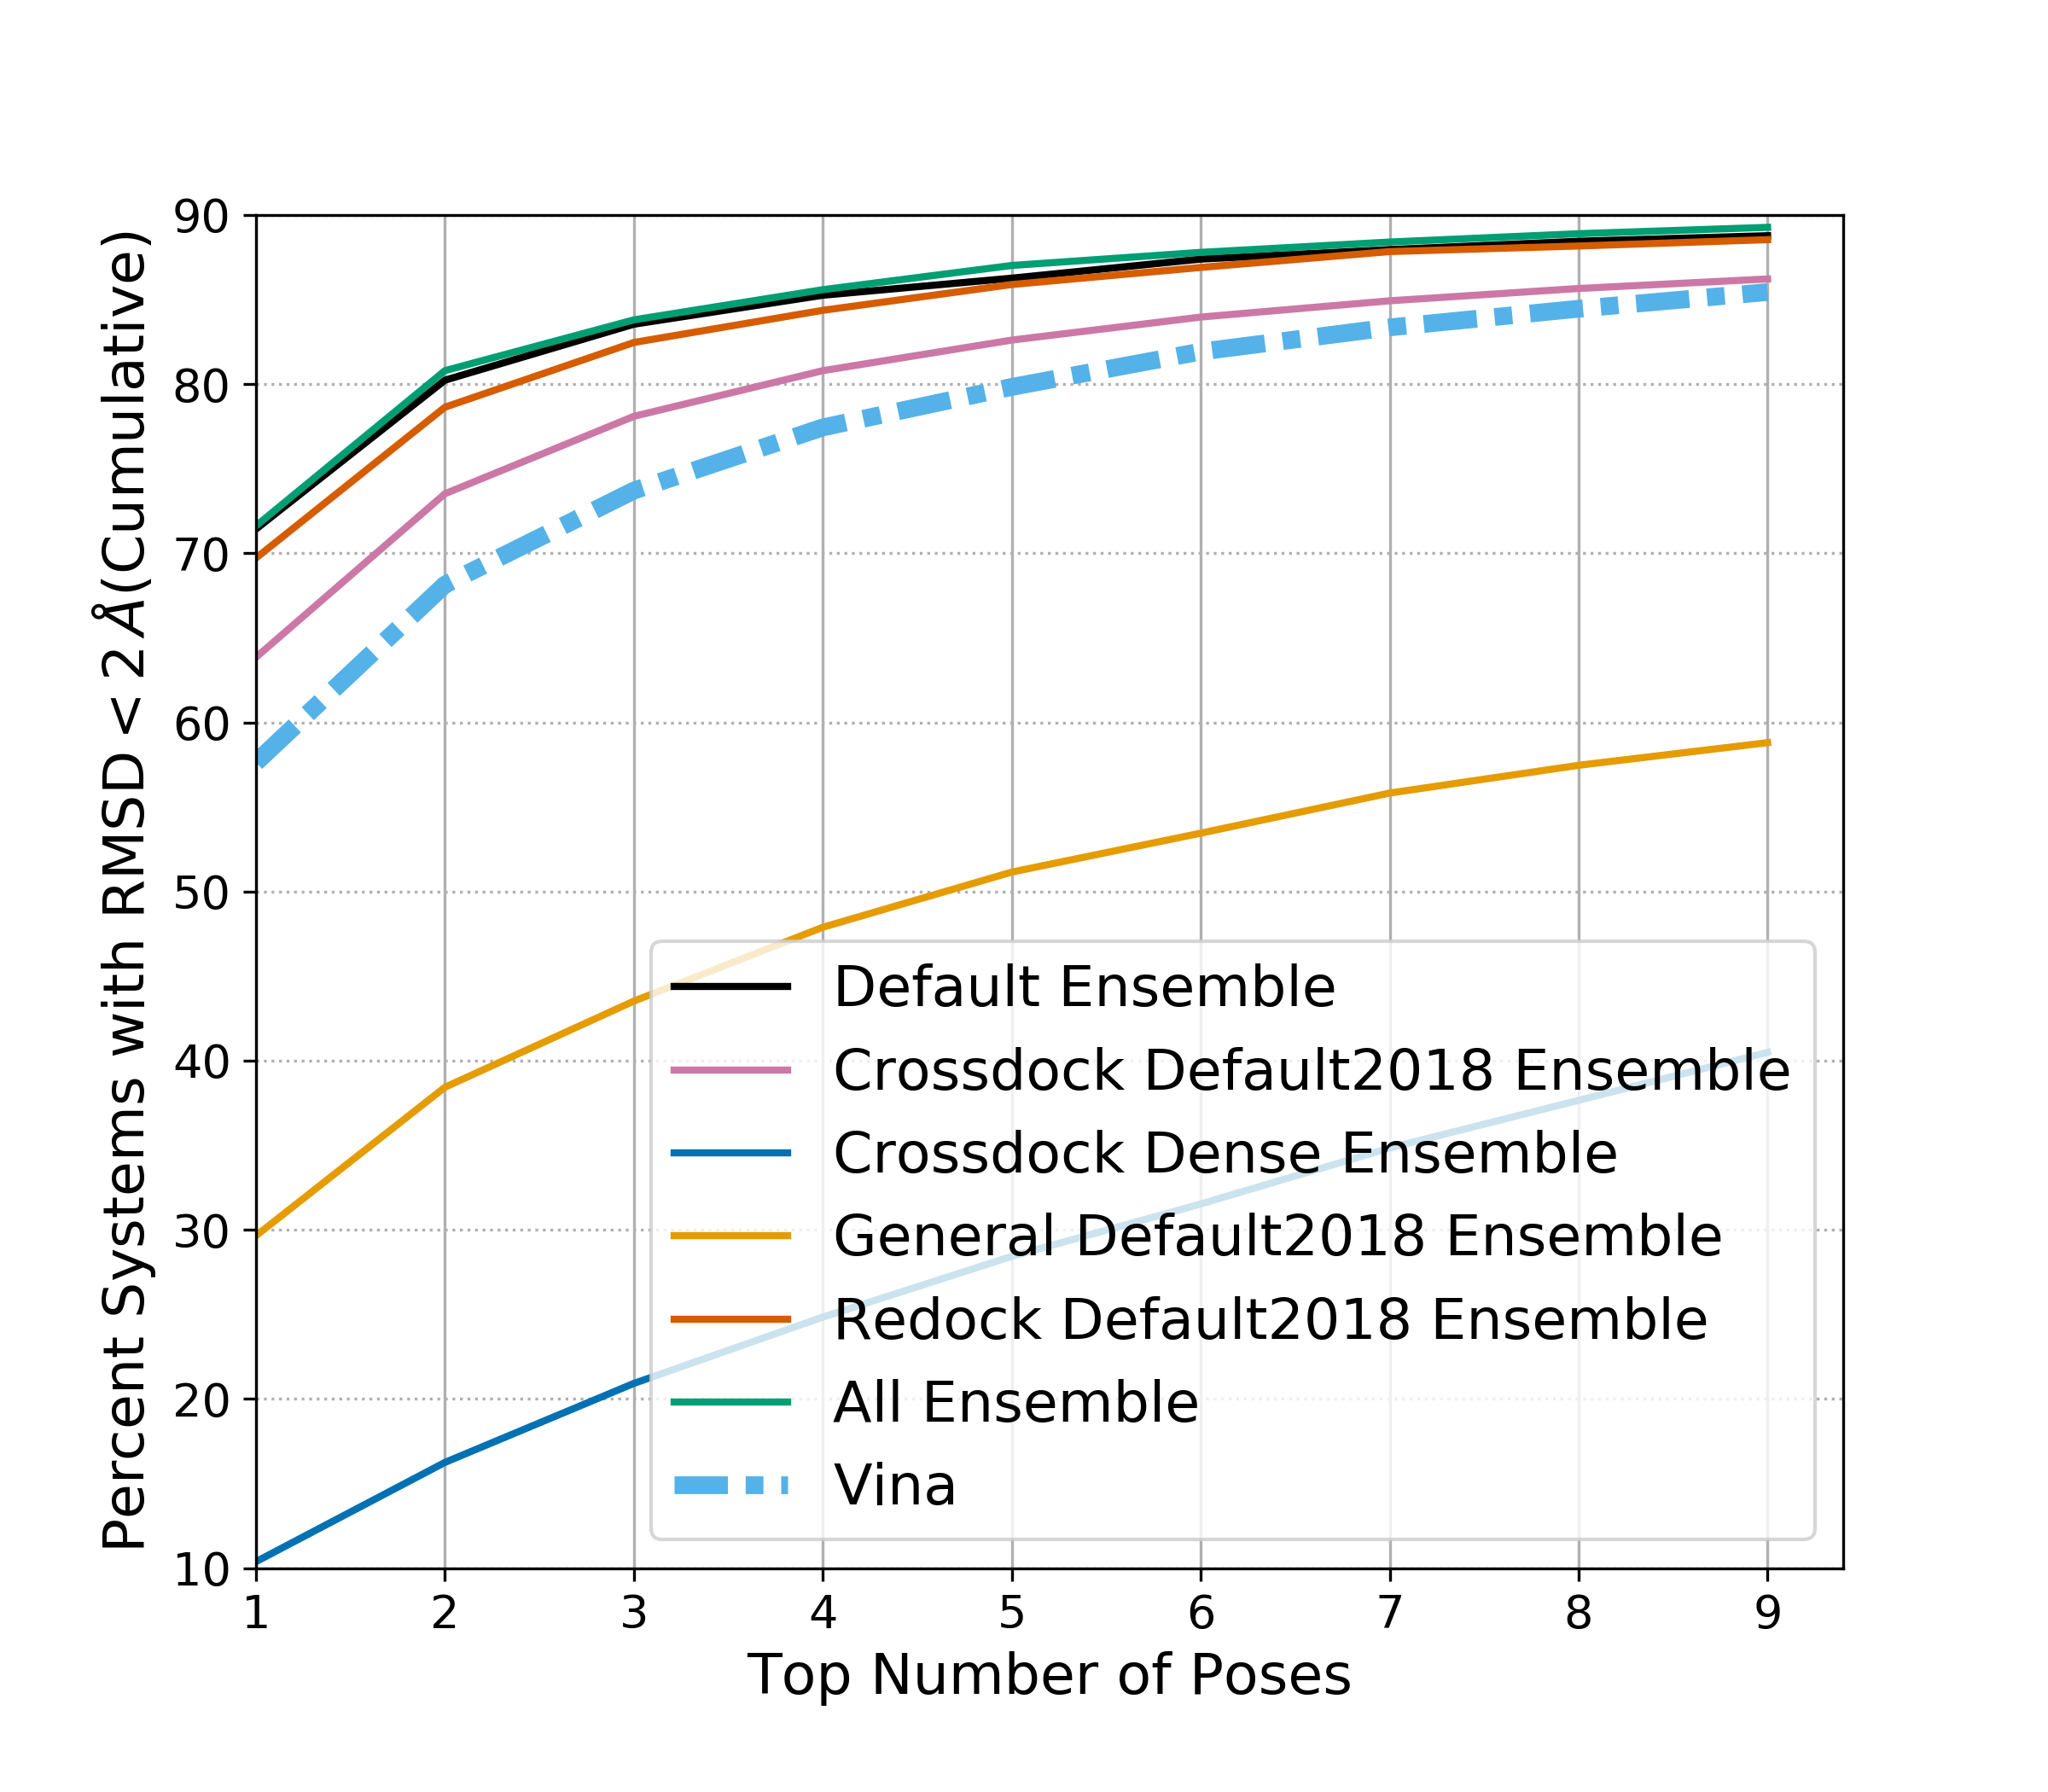 Percent Systems with RMSD < 2 Å(Cumulative)
90
80
70
60
50
40
30
20
10
Default Ensemble
Crossdock Default2018 Ensemble
Crossdock Dense Ensemble
General Default2018 Ensemble
Redock Default2018 Ensemble
All Ensemble
Vina
1 2 3 4 5 6 7 8 9
Top Number of Poses